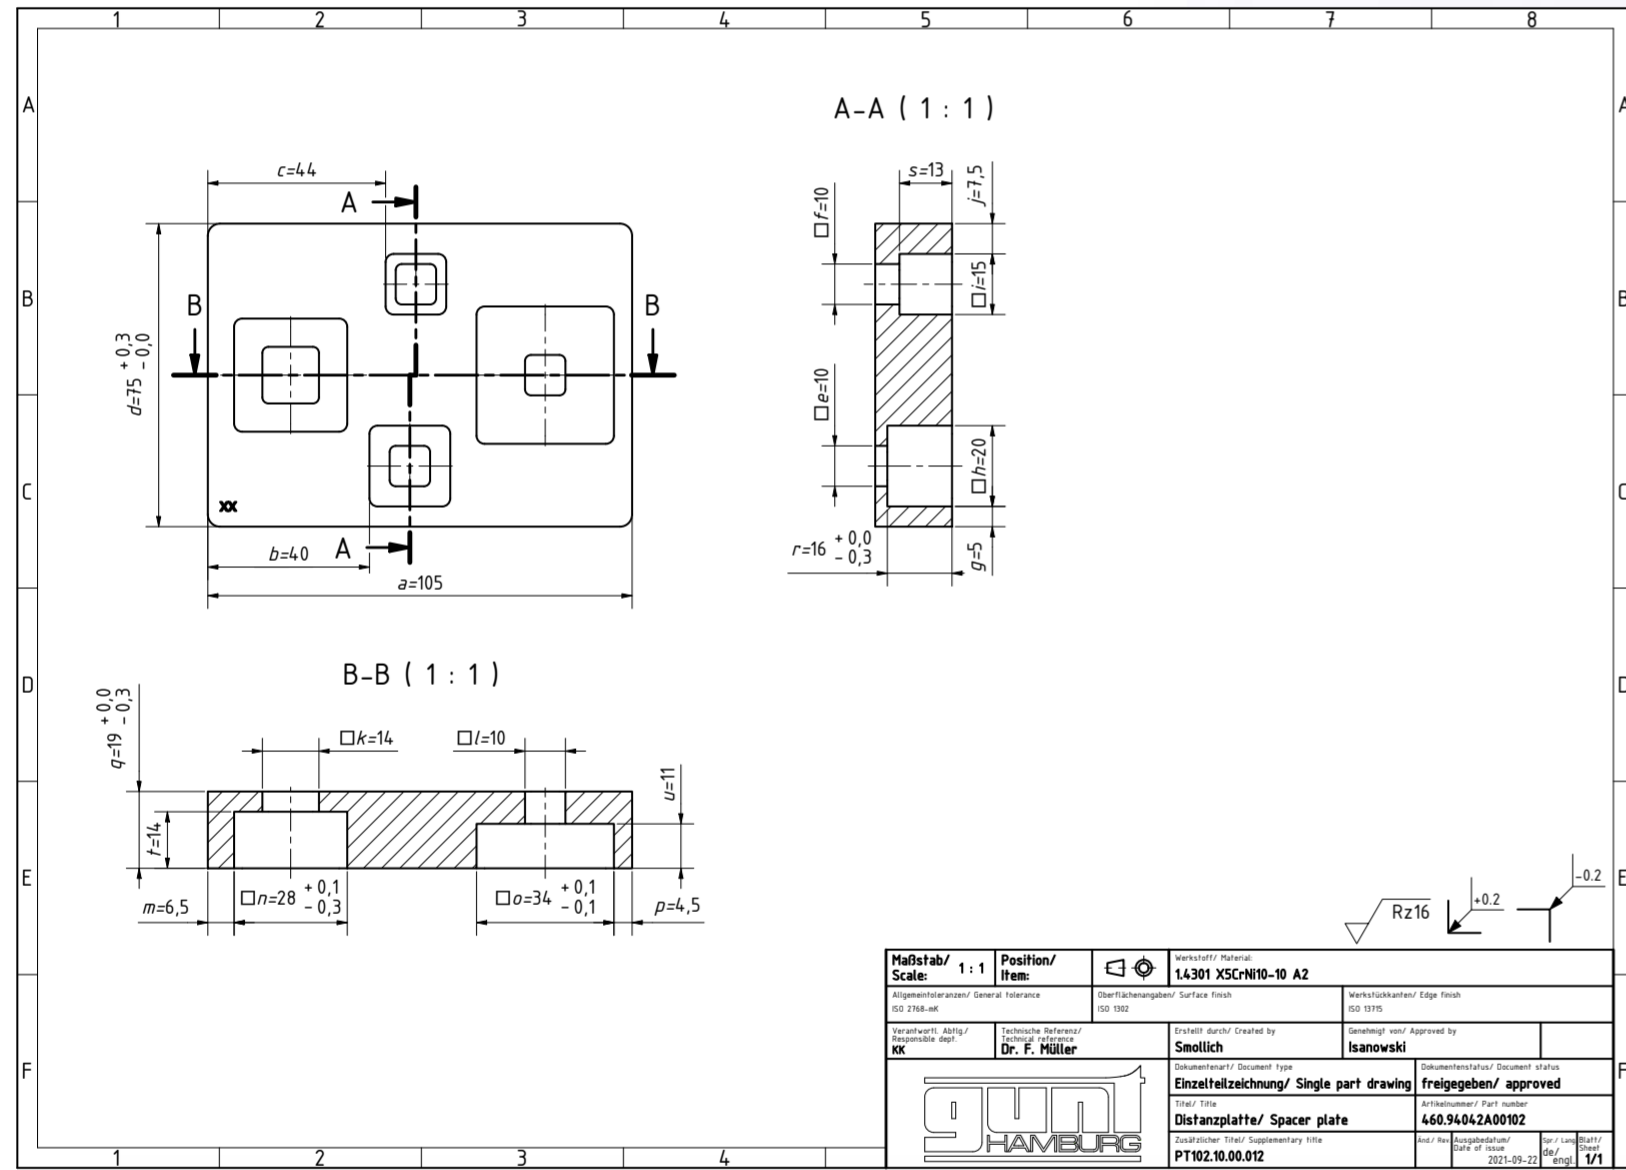 1 2 3 4 5 6 7 8
A A
A-A ( 1 : 1 )
c=44
A
s=13
j=7,5
□f=10
B B
B B
□i=15
d=75 +0,3 -0,0
□e=10
□h=20
C C
xx
b=40
A
a=105
r=16 +0,0 -0,3
g=5
B-B ( 1 : 1 )
D D
q=19 +0,0 -0,3
□k=14
□l=10
u=11
t=14
E E
m=6,5
□n=28 +0,1 -0,3
□o=34 +0,1 -0,1
p=4,5
Rz16
+0.2
-0.2
Maßstab/ Scale: 1 : 1
Position/ Item:
Werkstoff/ Material:
1.4301 X5CrNi10-10 A2
Allgemeintoleranzen/ General tolerance
ISO 2768-mK
Oberflächenangaben/ Surface finish
ISO 1302
Werkstückkanten/ Edge finish
ISO 13715
Verantwortl. Abtlg./ Responsible dept.
KK
Technische Referenz/ Technical reference
Dr. F. Müller
Erstellt durch/ Created by
Smollich
Genehmigt von/ Approved by
Isanowski
F F
gunt
HAMBURG
Dokumentenart/ Document type
Einzelteilzeichnung/ Single part drawing
Dokumentenstatus/ Document status
freigegeben/ approved
Titel/ Title
Distanzplatte/ Spacer plate
Artikelnummer/ Part number
460.94042A00102
Zusätzlicher Titel/ Supplementary title
PT102.10.00.012
Änd./ Rev
Ausgabedatum/ Date of issue
2021-09-22
Spr./ Lang
de/ engl.
Blatt/ Sheet
1/1
1 2 3 4